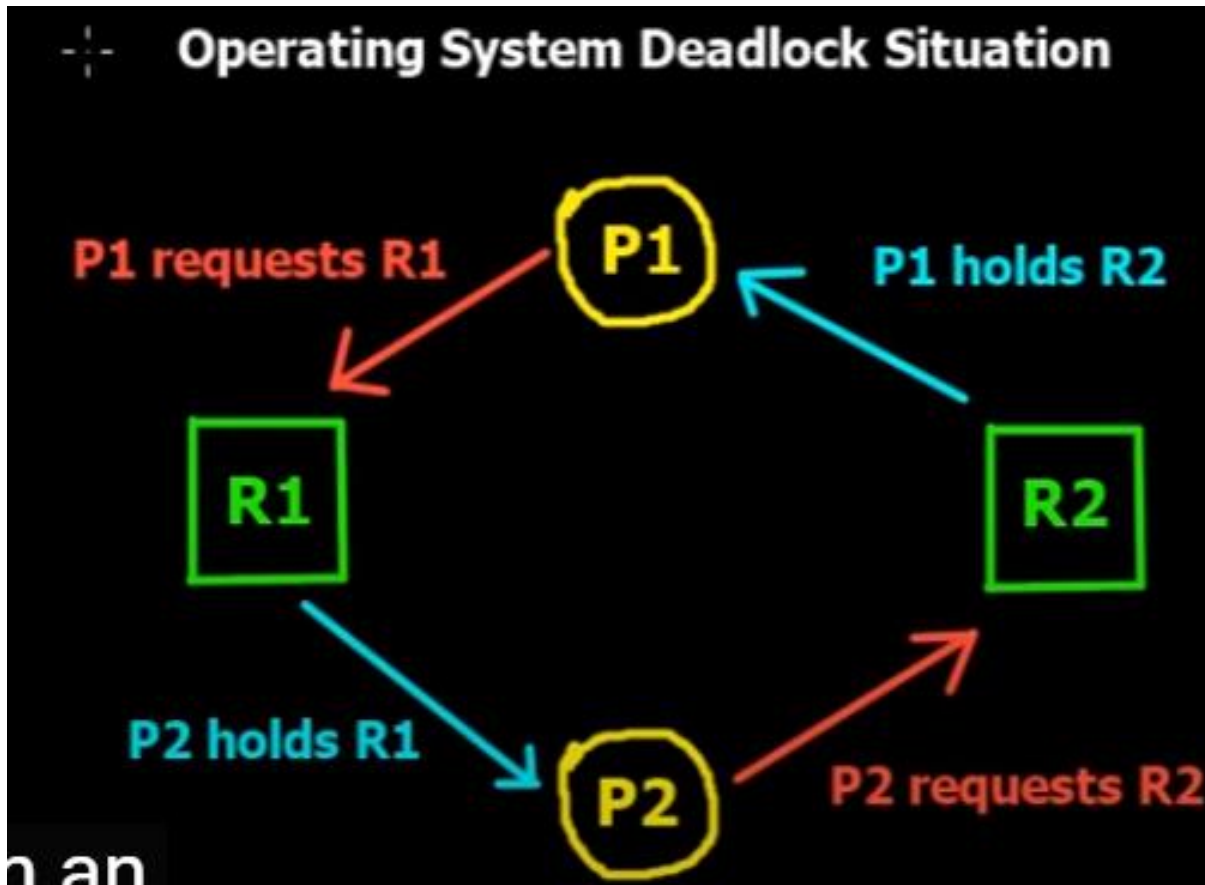 Operating System Deadlock Situation
P1
P1 requests R1
P1 holds R2
R1
R2
P2 holds R1
P2
P2 requests R2
an